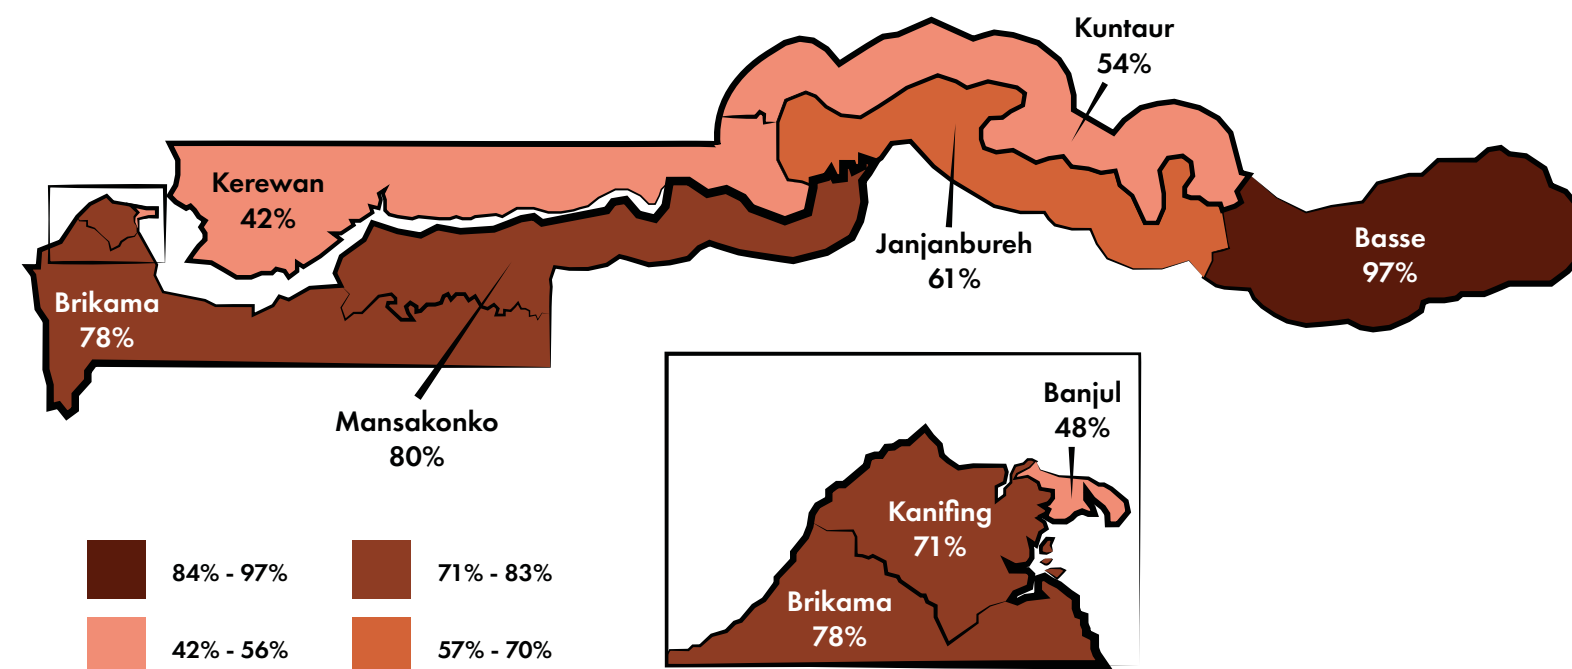 Kuntaur
54%
Kerewan
42%
Janjanbureh
61%
Basse
97%
Brikama
78%
Mansakonko
80%
Banjul
48%
Kanifing
71%
Brikama
78%
84% - 97%
71% - 83%
42% - 56%
57% - 70%